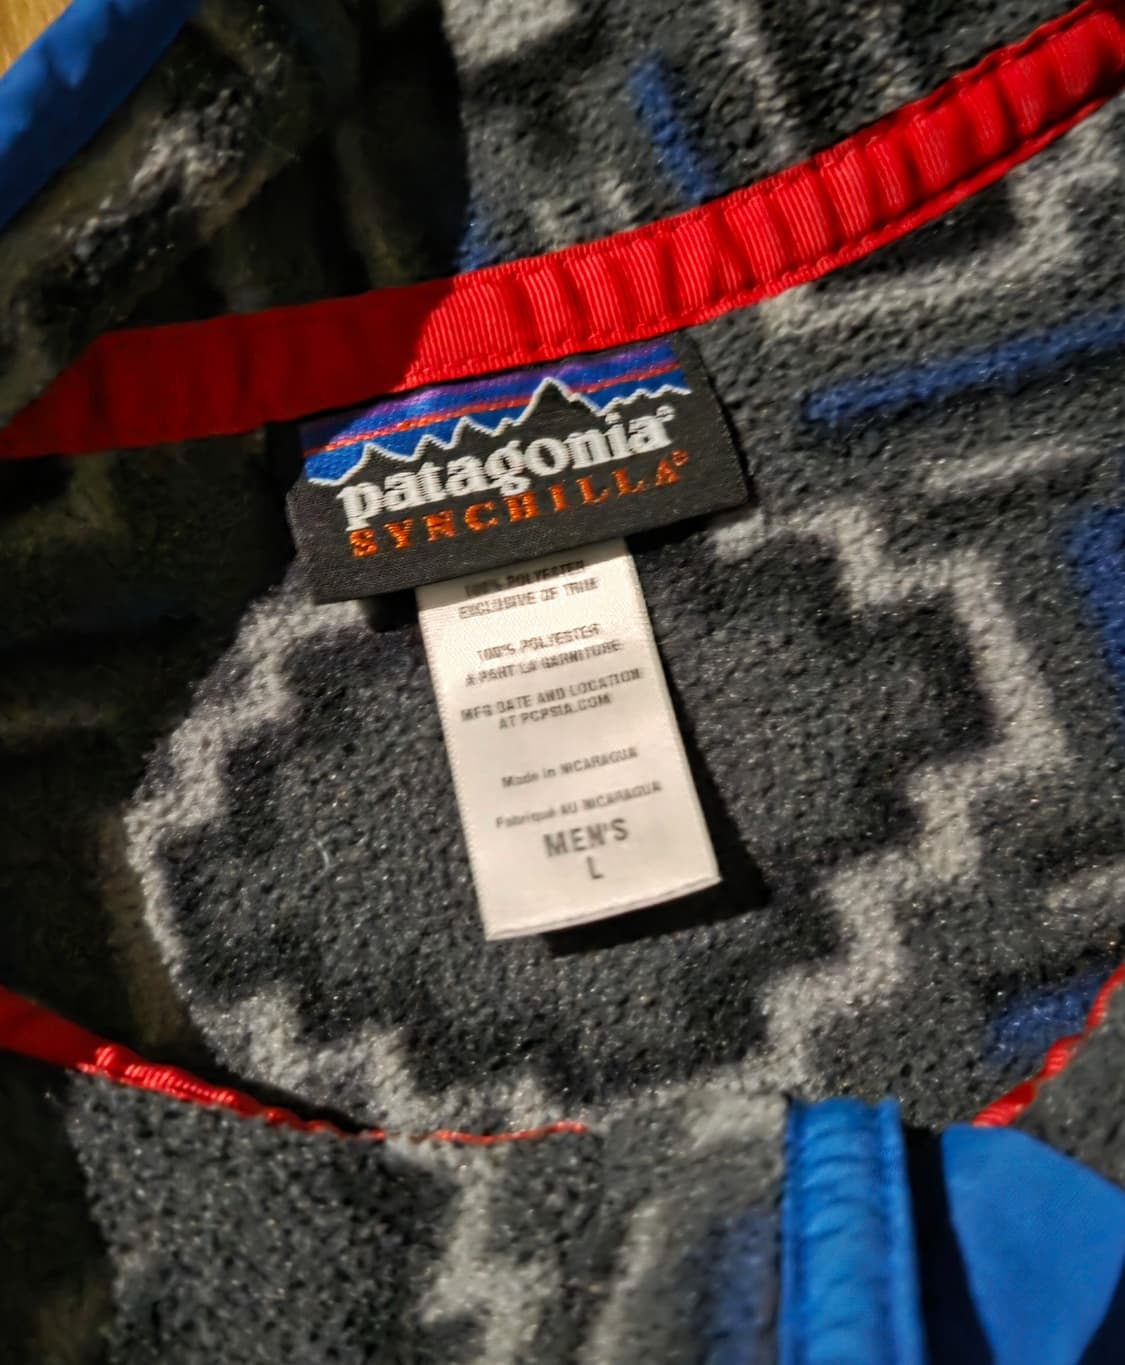 patagonia®
SYNCHILLA®
100% POLYESTER
EXCLUSIVE OF TRIM
100% POLYESTER
A PART LA GARNITURE
MFG DATE AND LOCATION
AT PCPSIA.COM
Made in NICARAGUA
Fabriqué AU NICARAGUA
MEN'S
L